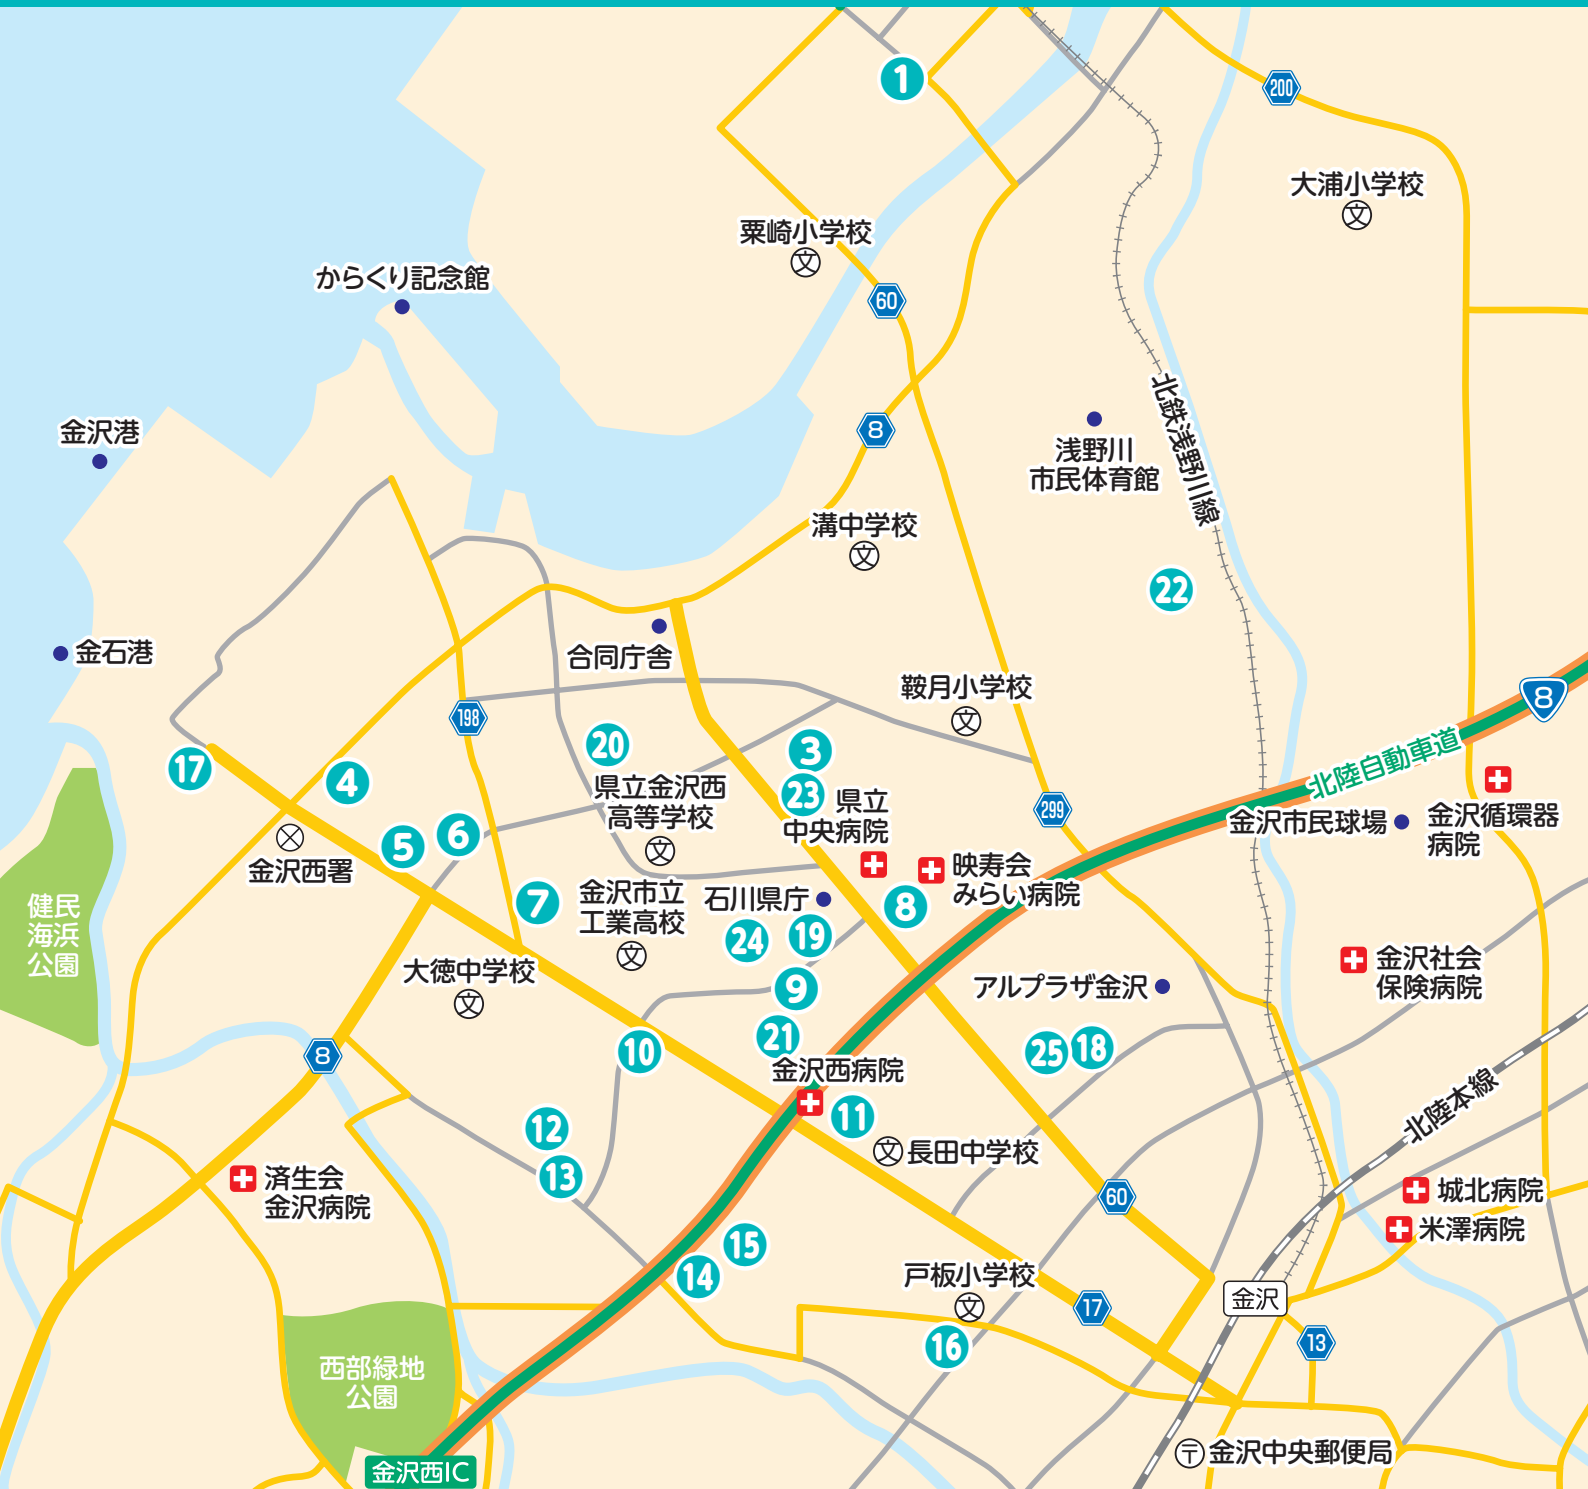 1
200
大浦小学校
粟崎小学校
文
文
からくり記念館
60
金沢港
8
浅野川
市民体育館
北鉄浅野川線
溝中学校
文
22
金石港
合同庁舎
鞍月小学校
文
8
198
17
4
20
3
北陸自動車道
県立金沢西
高等学校
文
23
県立
中央病院
299
金沢市民球場
金沢循環器
病院
5
6
金沢西署
映寿会
みらい病院
7
金沢市立
工業高校
文
石川県庁
8
健民
海浜
公園
24
19
大徳中学校
文
金沢社会
保険病院
9
アルプラザ金沢
21
10
25
18
8
金沢西病院
11
北陸本線
12
文
長田中学校
13
済生会
金沢病院
60
城北病院
米澤病院
15
14
戸板小学校
文
17
金沢
16
13
西部緑地
公園
〒
金沢中央郵便局
金沢西IC